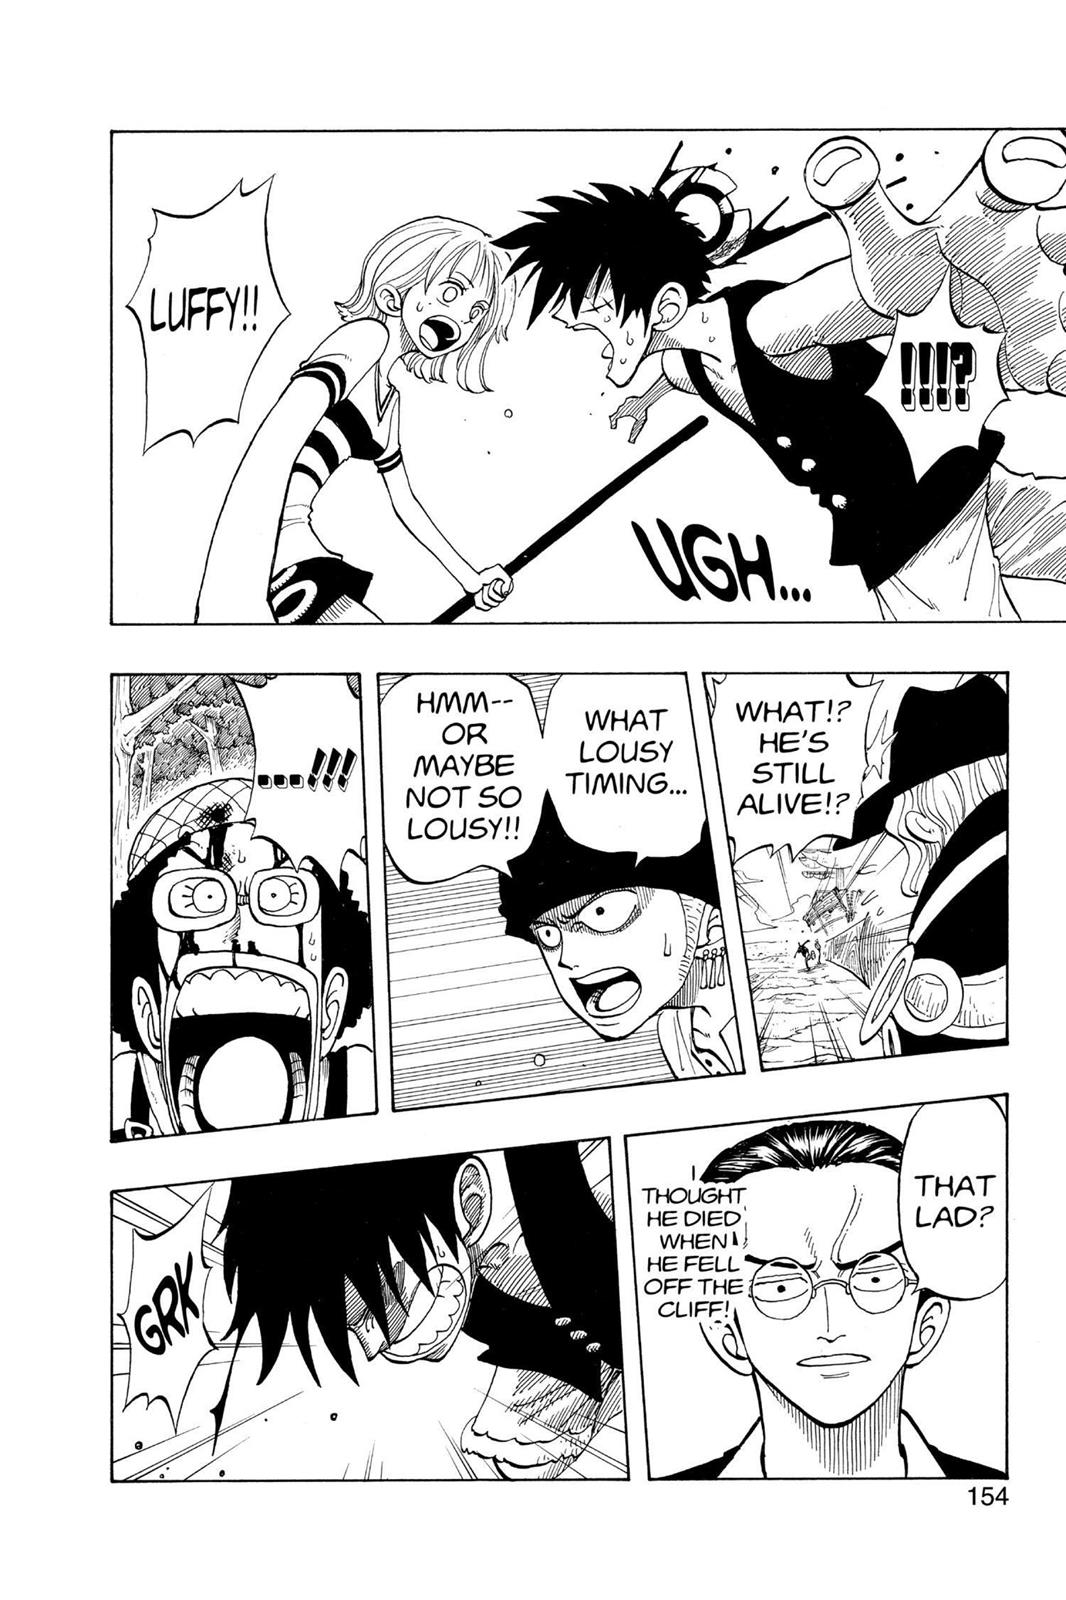 !!!?
UGH...
LUFFY!!
WHAT!?
HE'S
STILL
ALIVE!?
WHAT
LOUSY
TIMING...
HMM--
OR
MAYBE
NOT SO
LOUSY!!
....!!!
THAT
LAD?
I
THOUGHT
HE DIED
WHEN
HE FELL
OFF THE
CLIFF!
GRK
154